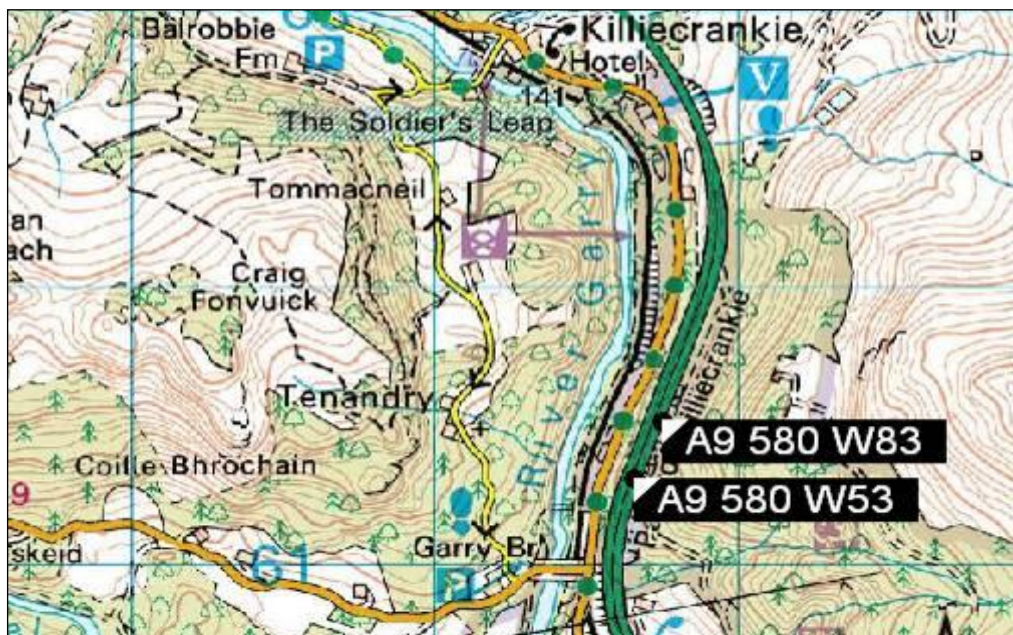 Balrobbie
Fm
P
Killiecrankie
Hotel
V
141
The Soldier's Leap
Tommacneil
an
ach
Craig
Fonvuick
River Garry
Killiecrankie
Tenandry
A9 580 W83
Coille Bhrochain
9
A9 580 W53
skeid
61
Garry Br